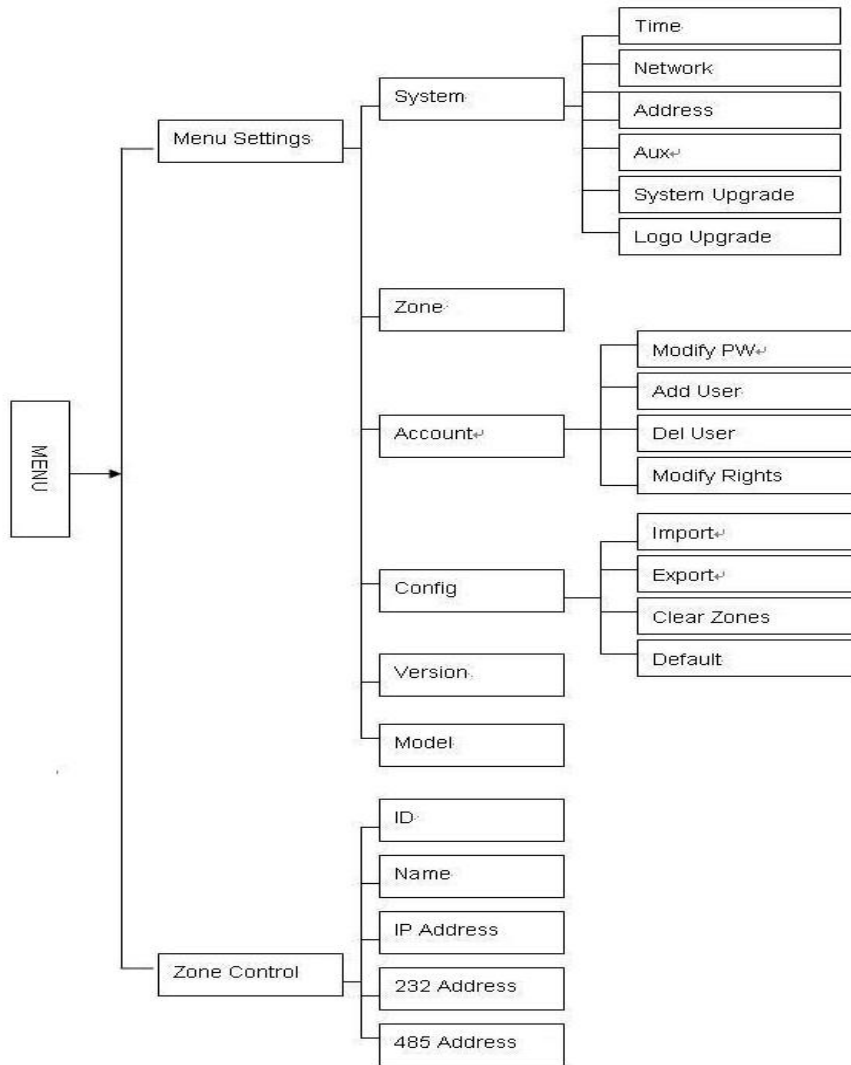 MENU
Menu Settings
System
Time
Network
Address
Aux
System Upgrade
Logo Upgrade
Zone
Account
Modify PW
Add User
Del User
Modify Rights
Config
Import
Export
Clear Zones
Default
Version
Model
Zone Control
ID
Name
IP Address
232 Address
485 Address